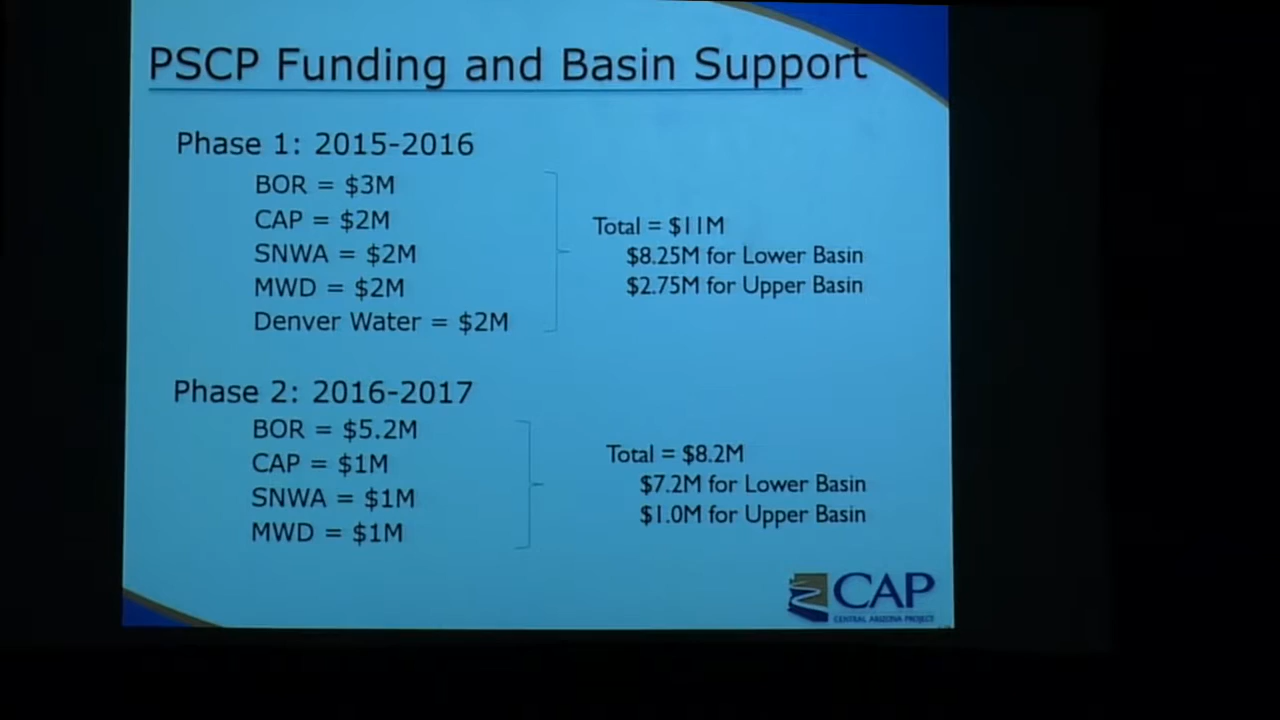 PSCP Funding and Basin Support
Phase 1: 2015-2016
BOR = $3M
CAP = $2M
SNWA = $2M
MWD = $2M
Denver Water = $2M
Total = $11M
$8.25M for Lower Basin
$2.75M for Upper Basin
Phase 2: 2016-2017
BOR = $5.2M
CAP = $1M
SNWA = $1M
MWD = $1M
Total = $8.2M
$7.2M for Lower Basin
$1.0M for Upper Basin
CAP
CENTRAL ARIZONA PROJECT